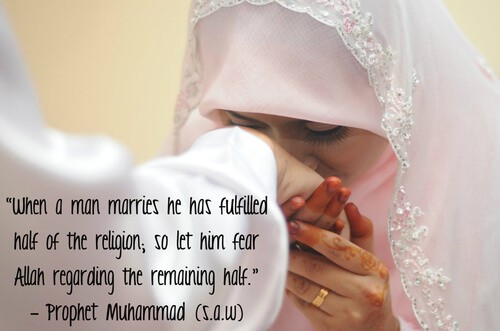 “When a man marries he has fulfilled
half of the religion; so let him fear
Allah regarding the remaining half.”
– Prophet Muhammad (s.a.w)